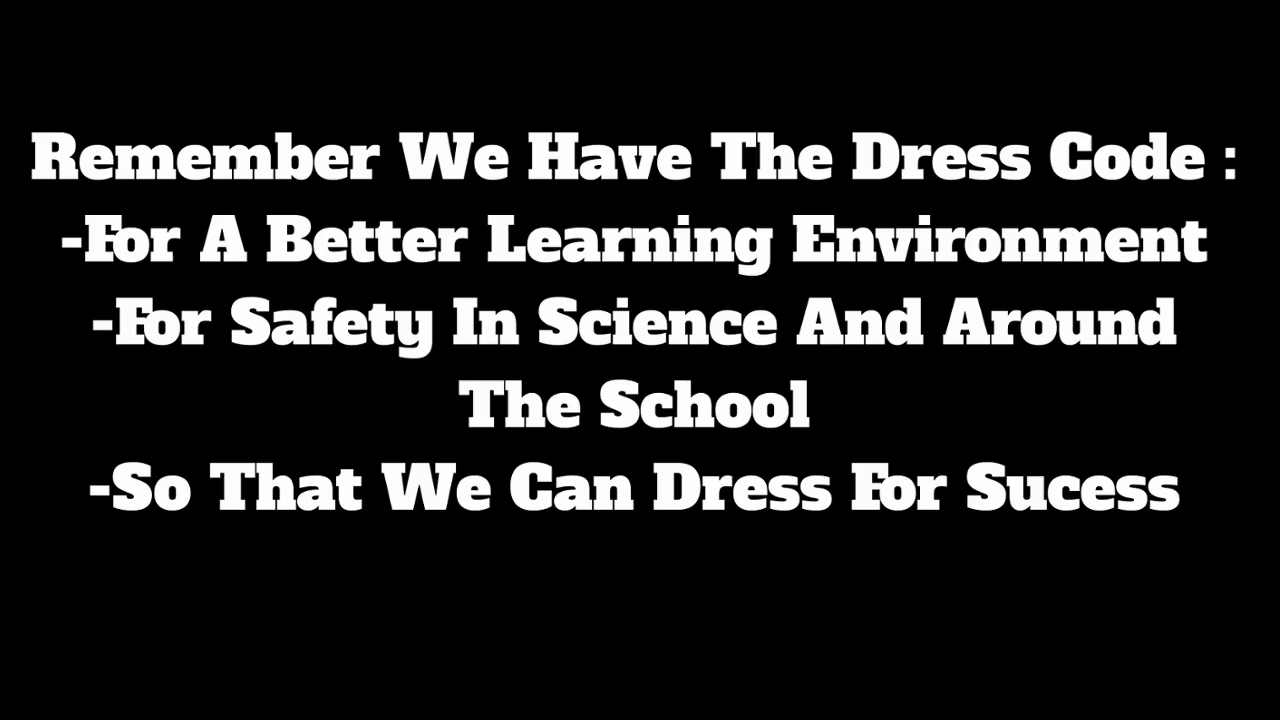 Remember We Have The Dress Code :
-For A Better Learning Environment
-For Safety In Science And Around
The School
-So That We Can Dress For Sucess